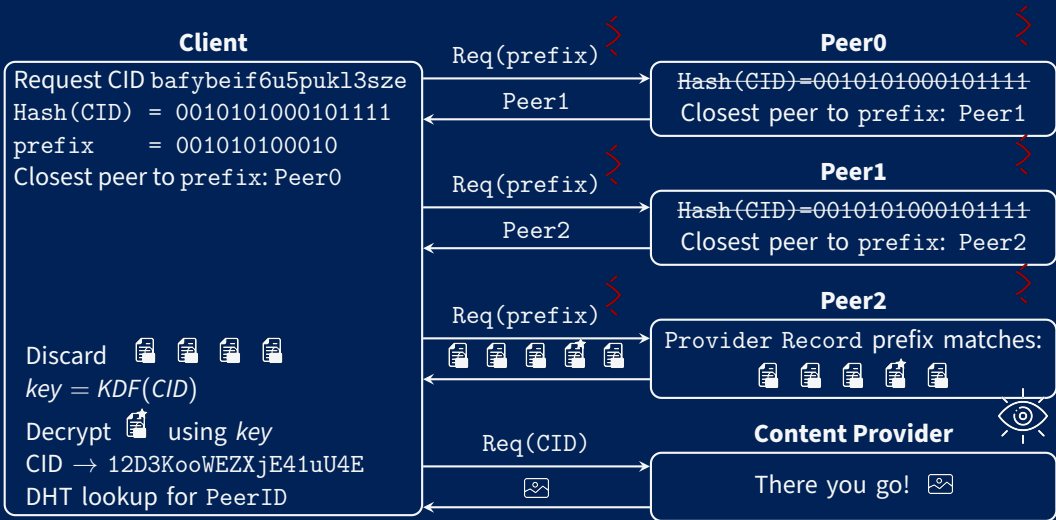 Client
Request CID bafybeif6u5pukl3sze
Hash(CID) = 0010101000101111
prefix = 001010100010
Closest peer to prefix: Peer0
Discard
key = KDF(CID)
Decrypt using key
CID → 12D3KooWEZXjE41uU4E
DHT lookup for PeerID
Req(prefix)
Peer1
Req(prefix)
Peer2
Req(prefix)
Req(CID)
Peer0
Hash(CID)=0010101000101111
Closest peer to prefix: Peer1
Peer1
Hash(CID)=0010101000101111
Closest peer to prefix: Peer2
Peer2
Provider Record prefix matches:
Content Provider
There you go!